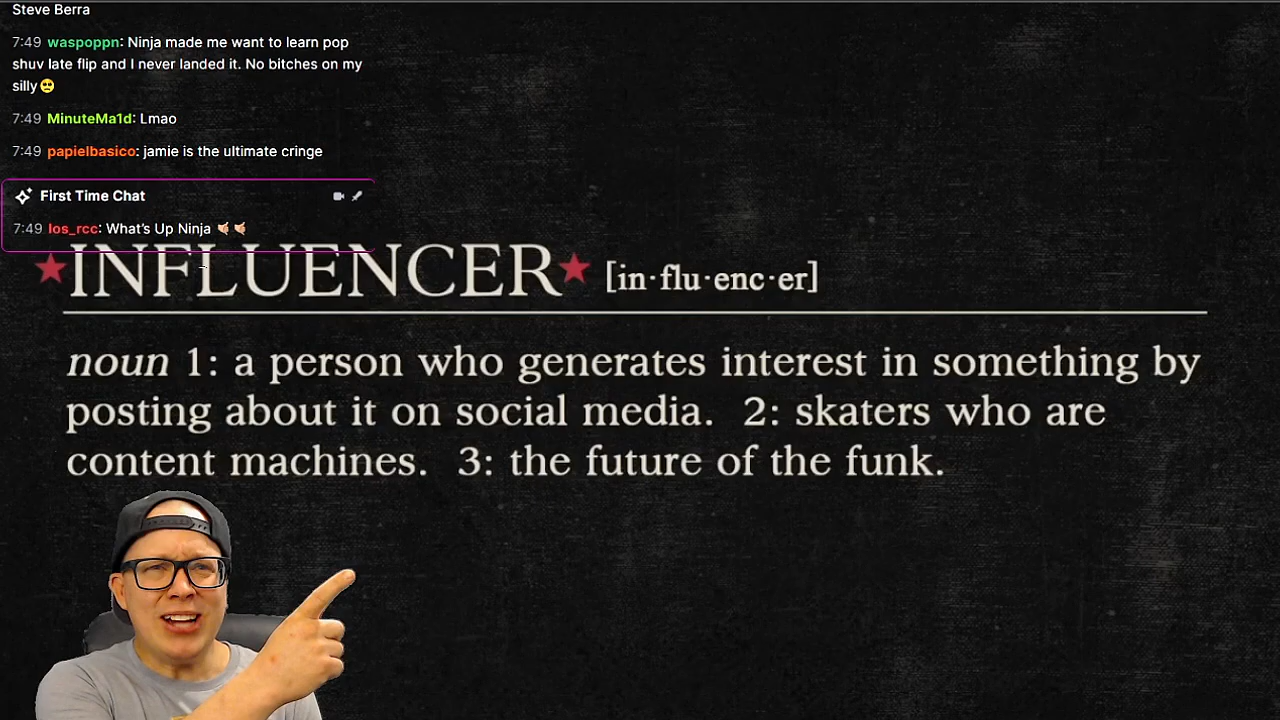 Steve Berra
7:49 waspoppn: Ninja made me want to learn pop
shuv late flip and I never landed it. No bitches on my
silly🥺
7:49 MinuteMa1d: Lmao
7:49 papielbasico: jamie is the ultimate cringe
First Time Chat
7:49 los_rcc: What's Up Ninja 🤙🏻🤙🏻
★INFLUENCER★ [in·flu·enc·er]
noun 1: a person who generates interest in something by
posting about it on social media. 2: skaters who are
content machines. 3: the future of the funk.